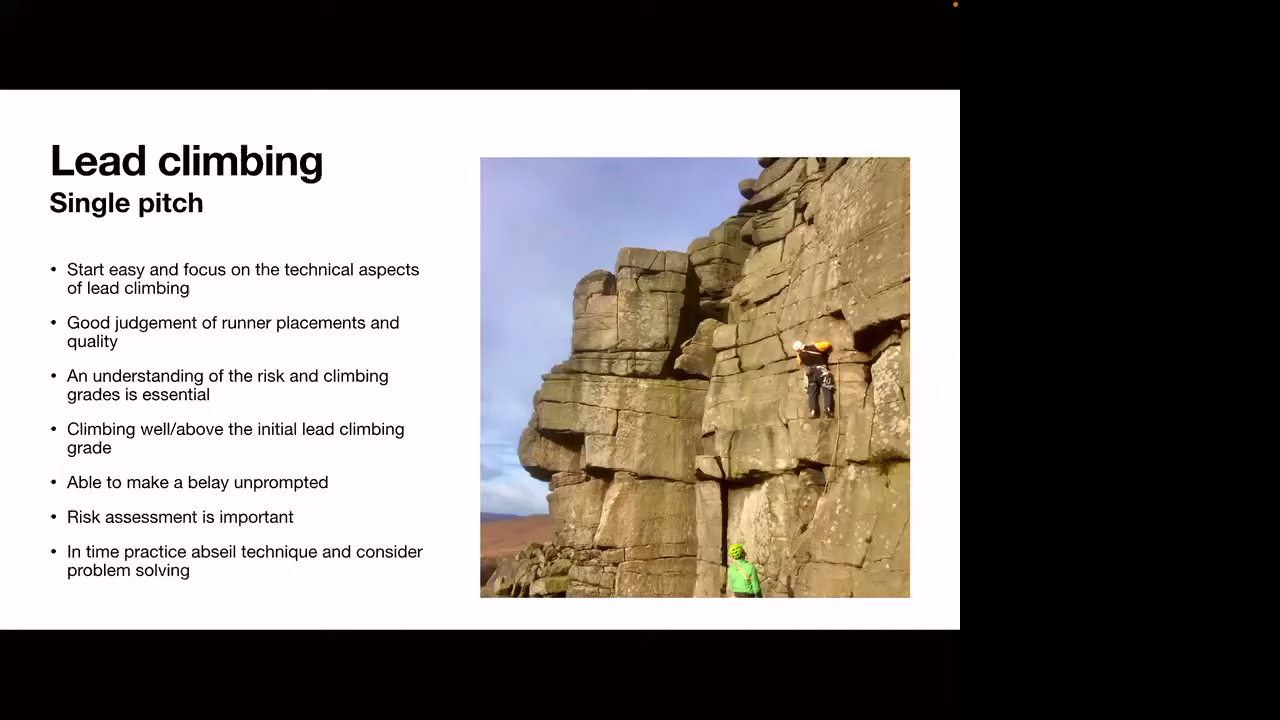 Lead climbing
Single pitch
• Start easy and focus on the technical aspects
of lead climbing
• Good judgement of runner placements and
quality
• An understanding of the risk and climbing
grades is essential
• Climbing well/above the initial lead climbing
grade
• Able to make a belay unprompted
• Risk assessment is important
• In time practice abseil technique and consider
problem solving